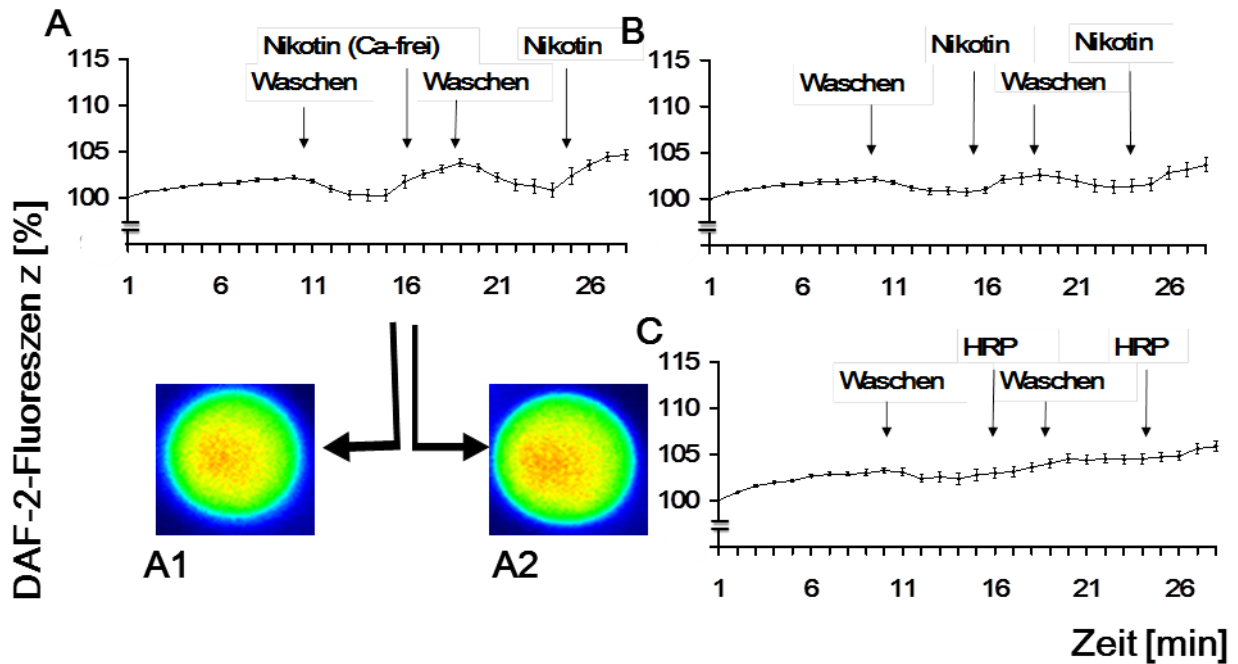 A
Nikotin (Ca-frei)
Nikotin
Waschen
Waschen
115
110
105
100
1
6
11
16
21
26
B
Nikotin
Nikotin
Waschen
Waschen
115
110
105
100
1
6
11
16
21
26
A1
A2
C
HRP
HRP
Waschen
Waschen
115
110
105
100
1
6
11
16
21
26
DAF-2-Fluoreszen z [%]
Zeit [min]